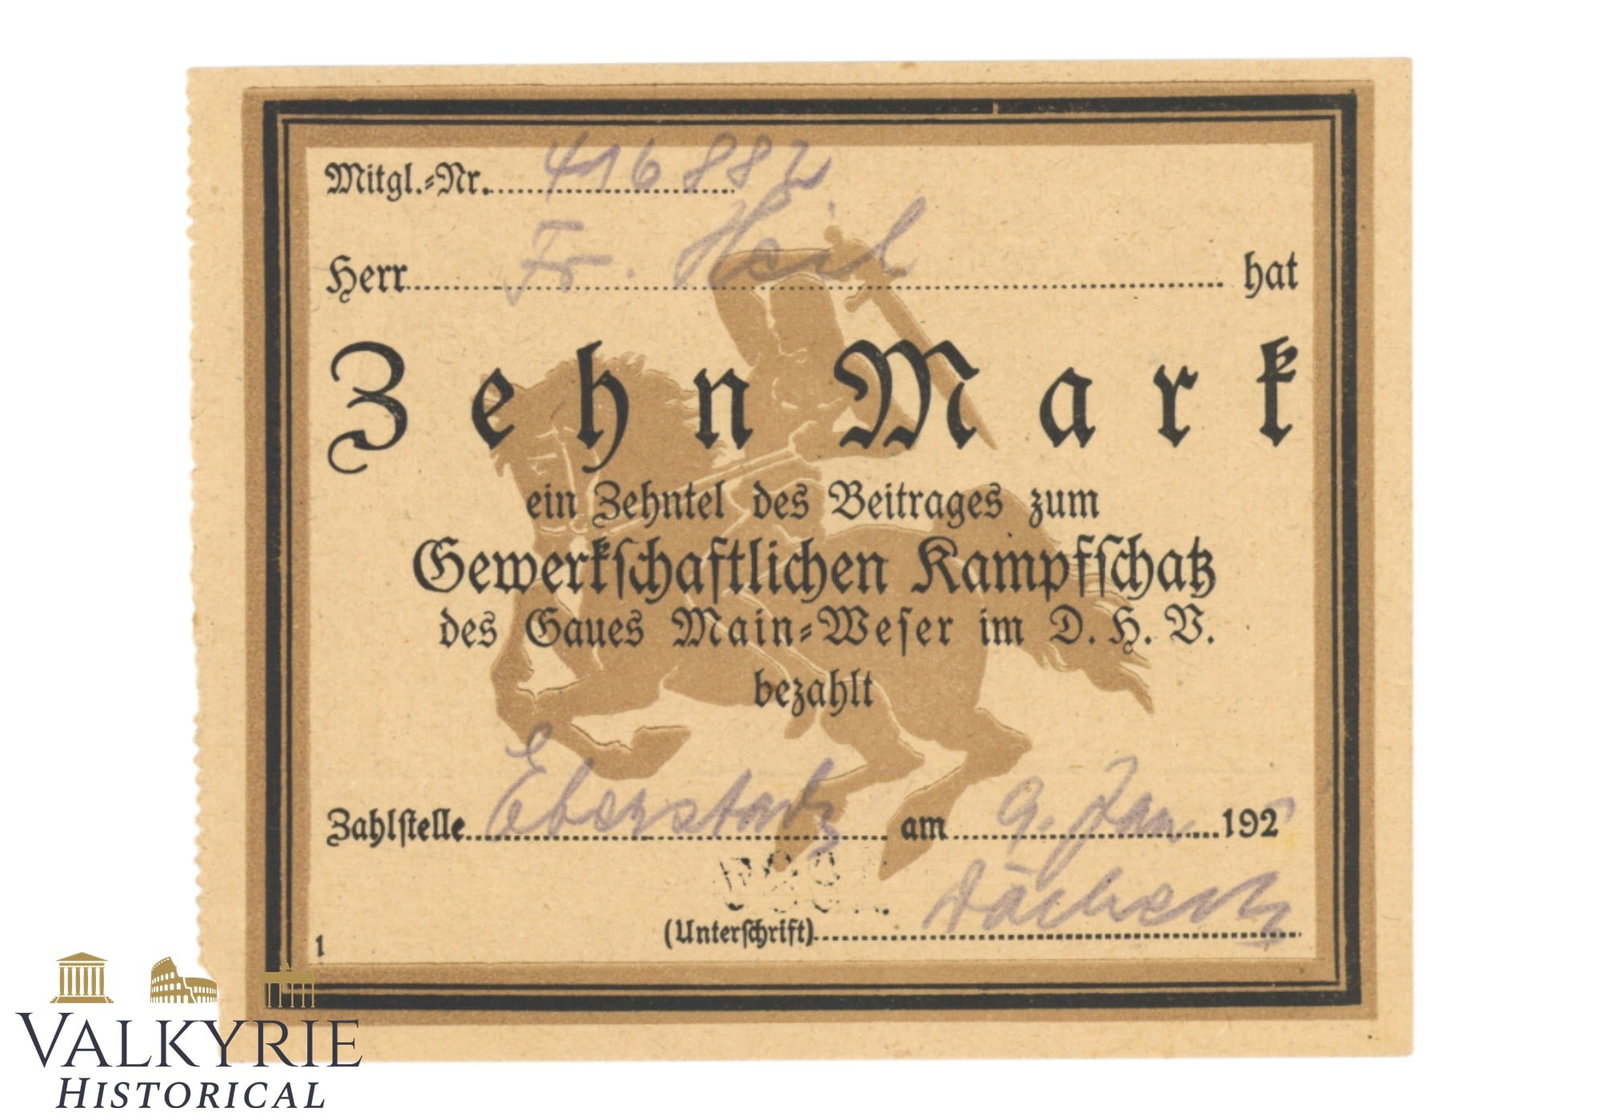 Mitgl.-Nr. 416882
Herr Fr. Heil hat
Zehn Mark
ein Zehntel des Beitrages zum
Gewerkschaftlichen Kampfschatz
des Gaues Main-Weser im D. H. V.
bezahlt
Zahlstelle Eberstadt am 9. Jan. 192
(Unterschrift)
1
VALKYRIE
HISTORICAL